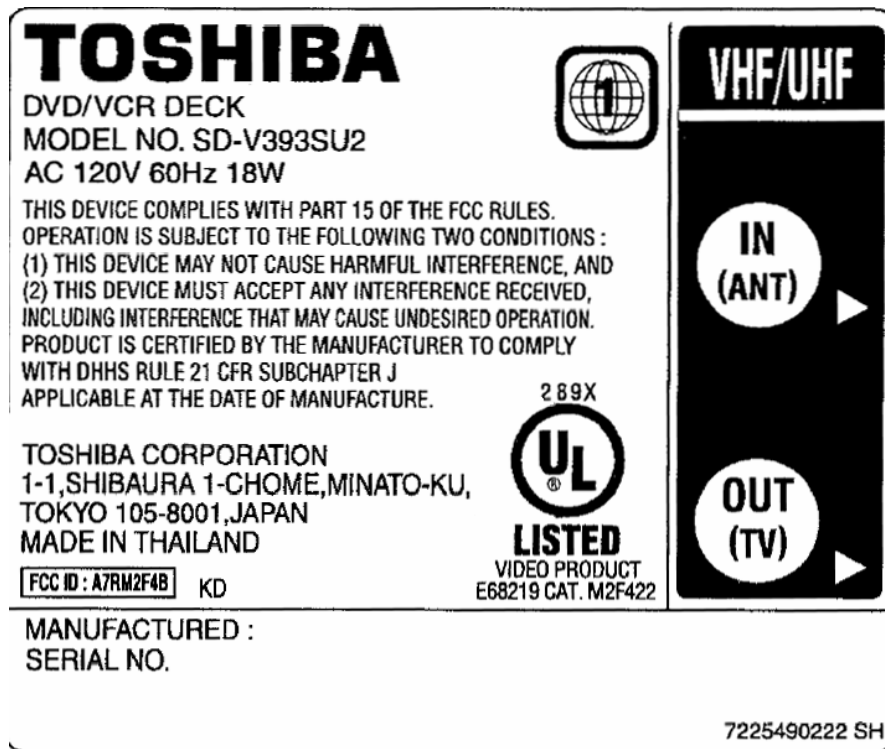 TOSHIBA
DVD/VCR DECK
MODEL NO. SD-V393SU2
AC 120V 60Hz 18W
1
THIS DEVICE COMPLIES WITH PART 15 OF THE FCC RULES.
OPERATION IS SUBJECT TO THE FOLLOWING TWO CONDITIONS :
(1) THIS DEVICE MAY NOT CAUSE HARMFUL INTERFERENCE, AND
(2) THIS DEVICE MUST ACCEPT ANY INTERFERENCE RECEIVED,
INCLUDING INTERFERENCE THAT MAY CAUSE UNDESIRED OPERATION.
PRODUCT IS CERTIFIED BY THE MANUFACTURER TO COMPLY
WITH DHHS RULE 21 CFR SUBCHAPTER J
APPLICABLE AT THE DATE OF MANUFACTURE.
TOSHIBA CORPORATION
1-1,SHIBAURA 1-CHOME,MINATO-KU,
TOKYO 105-8001,JAPAN
MADE IN THAILAND
FCC ID : A7RM2F4B
KD
289X
UL
®
LISTED
VIDEO PRODUCT
E68219 CAT. M2F422
VHF/UHF
IN
(ANT)
OUT
(TV)
MANUFACTURED :
SERIAL NO.
7225490222 SH